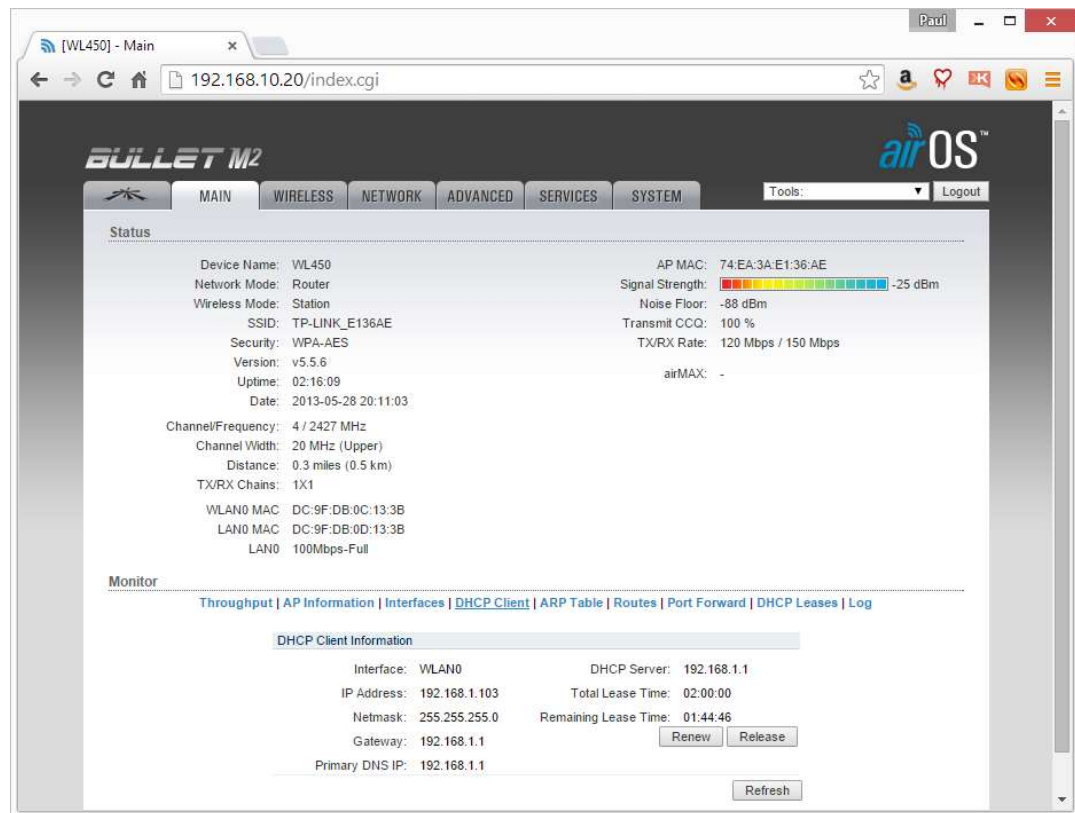 Paul
[WL450] - Main
192.168.10.20/index.cgi
BULLET M2
airOS™
MAIN WIRELESS NETWORK ADVANCED SERVICES SYSTEM Tools: Logout
Status
Device Name: WL450
Network Mode: Router
Wireless Mode: Station
SSID: TP-LINK_E136AE
Security: WPA-AES
Version: v5.5.6
Uptime: 02:16:09
Date: 2013-05-28 20:11:03
Channel/Frequency: 4 / 2427 MHz
Channel Width: 20 MHz (Upper)
Distance: 0.3 miles (0.5 km)
TX/RX Chains: 1X1
WLAN0 MAC DC:9F:DB:0C:13:3B
LAN0 MAC DC:9F:DB:0D:13:3B
LAN0 100Mbps-Full
AP MAC: 74:EA:3A:E1:36:AE
Signal Strength: -25 dBm
Noise Floor: -88 dBm
Transmit CCQ: 100 %
TX/RX Rate: 120 Mbps / 150 Mbps
airMAX: -
Monitor
Throughput | AP Information | Interfaces | DHCP Client | ARP Table | Routes | Port Forward | DHCP Leases | Log
DHCP Client Information
Interface: WLAN0
IP Address: 192.168.1.103
Netmask: 255.255.255.0
Gateway: 192.168.1.1
Primary DNS IP: 192.168.1.1
DHCP Server: 192.168.1.1
Total Lease Time: 02:00:00
Remaining Lease Time: 01:44:46
Renew Release
Refresh